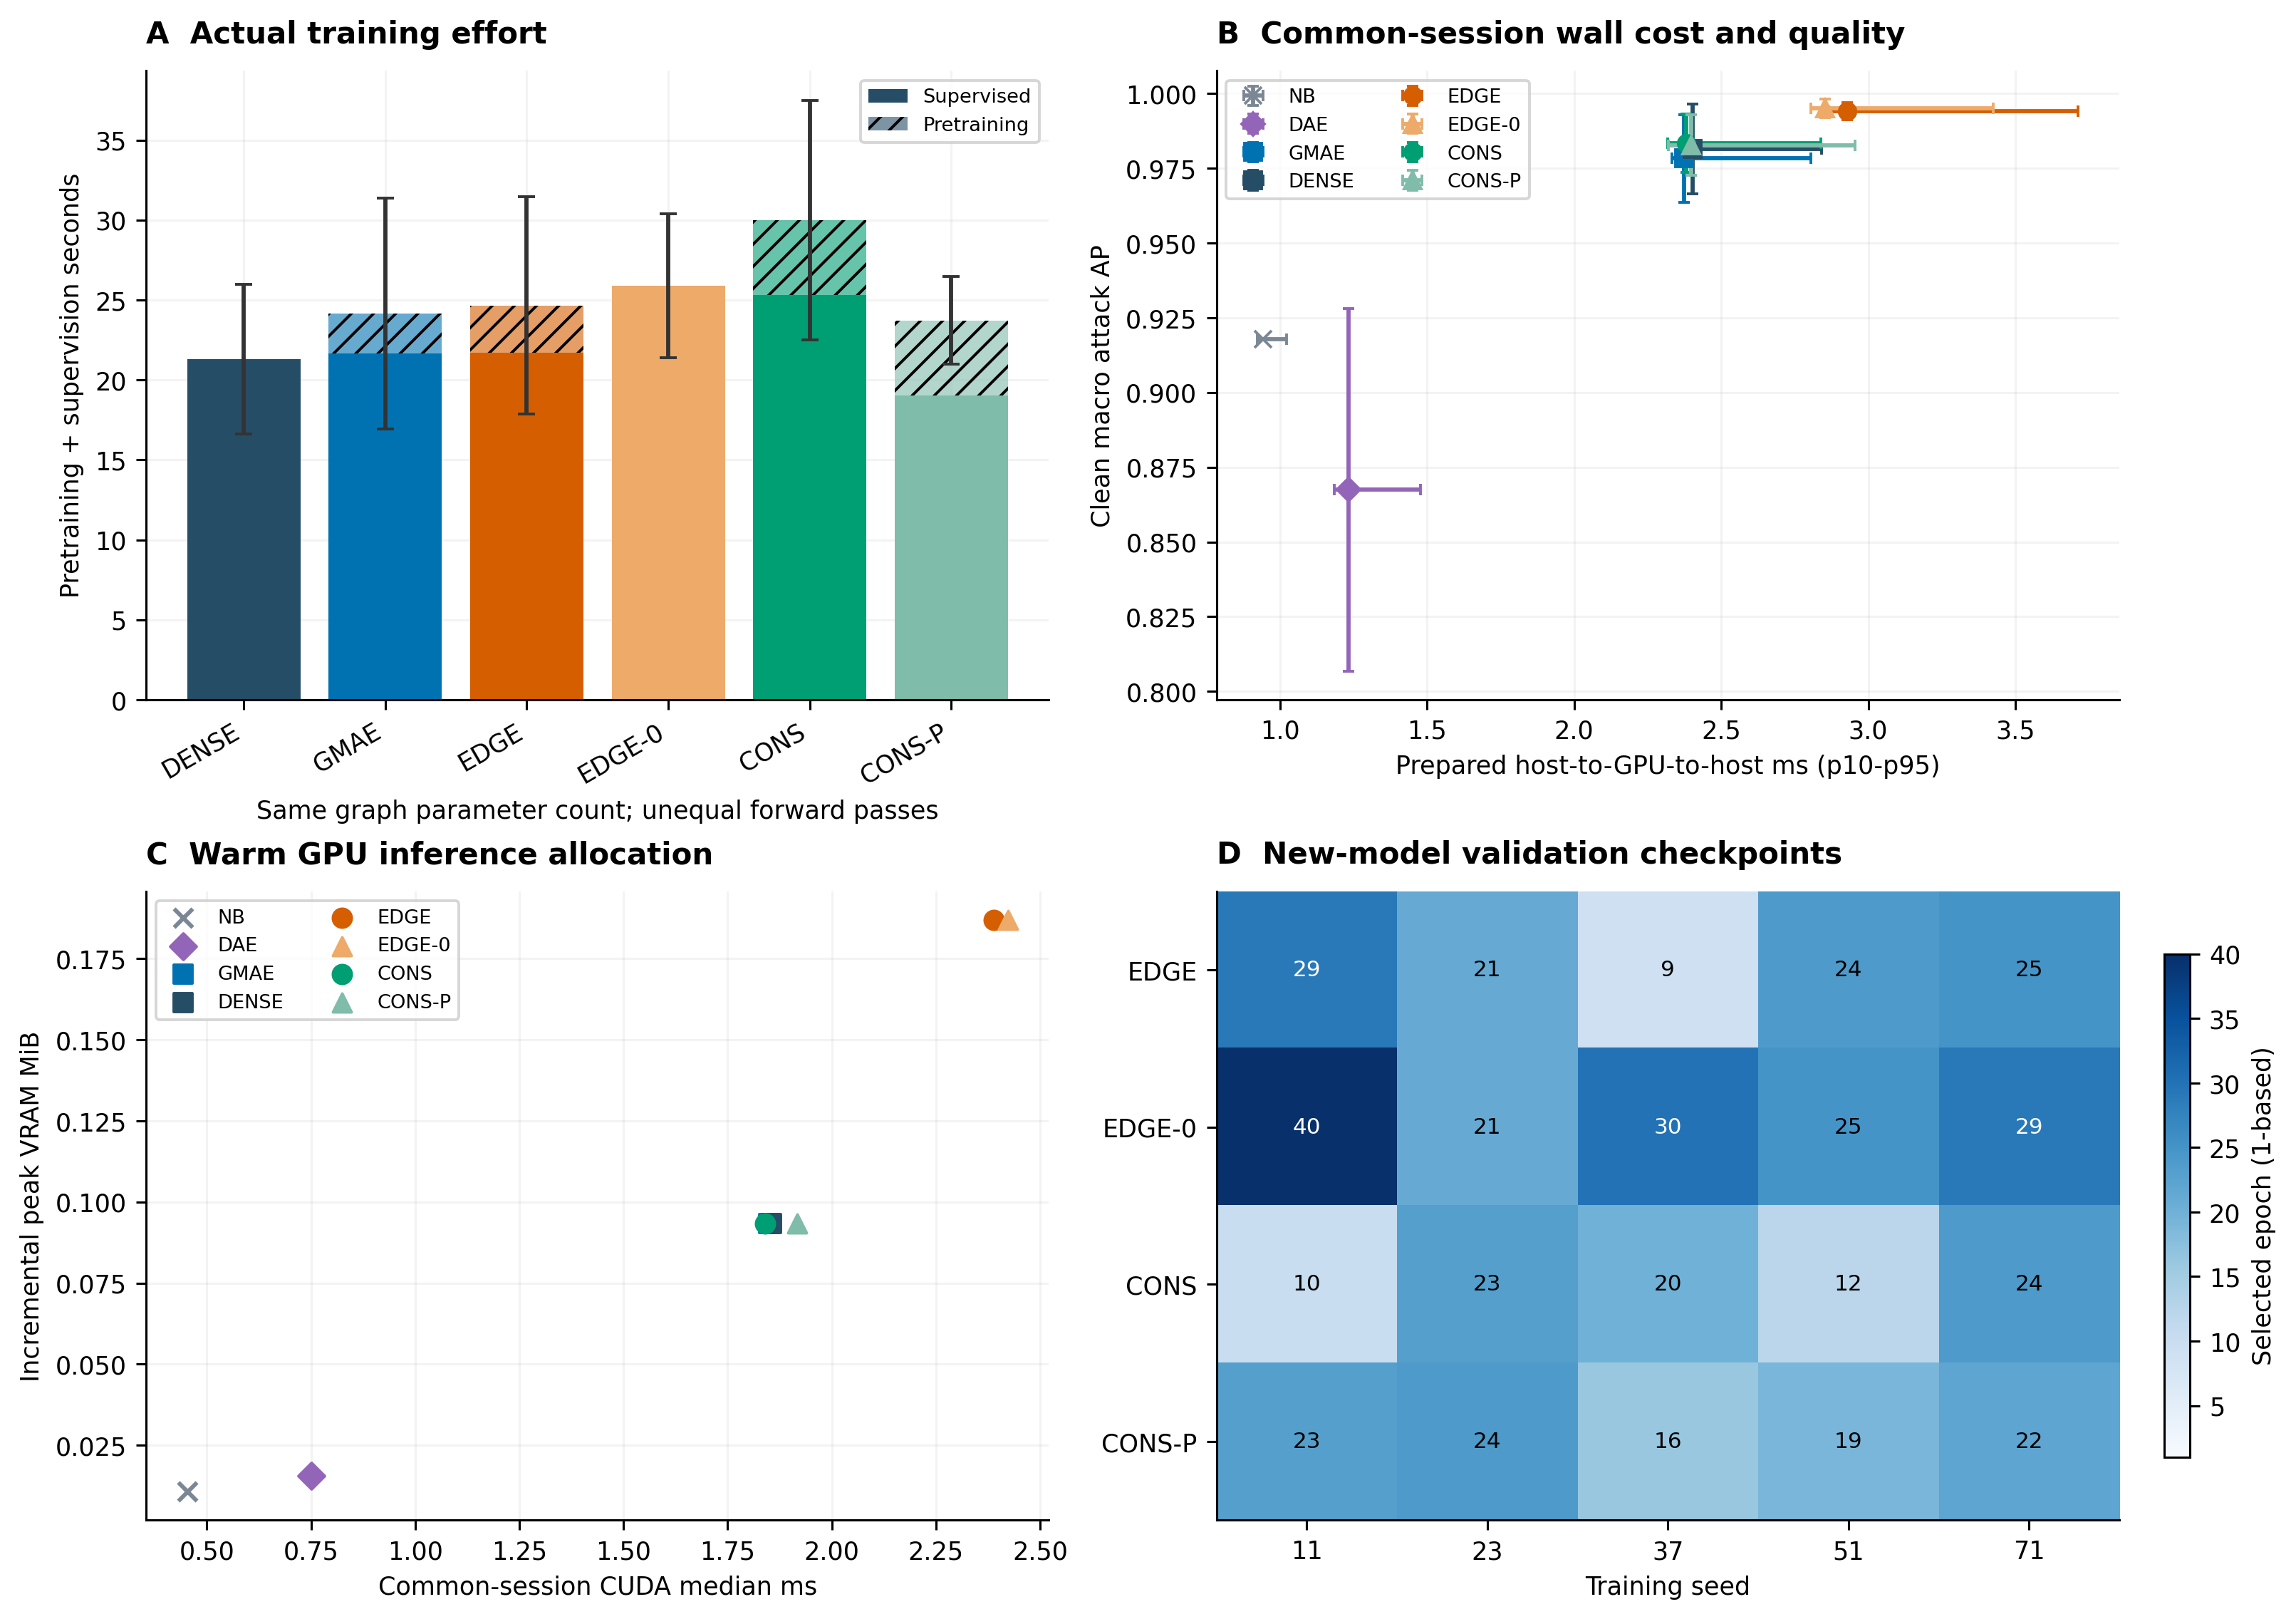 A  Actual training effort
Pretraining + supervision seconds
35
30
25
20
15
10
5
0
Supervised
Pretraining
DENSE
GMAE
EDGE
EDGE-0
CONS
CONS-P
Same graph parameter count; unequal forward passes
B  Common-session wall cost and quality
Clean macro attack AP
1.000
0.975
0.950
0.925
0.900
0.875
0.850
0.825
0.800
NB
DAE
GMAE
DENSE
EDGE
EDGE-0
CONS
CONS-P
1.0
1.5
2.0
2.5
3.0
3.5
Prepared host-to-GPU-to-host ms (p10-p95)
C  Warm GPU inference allocation
Incremental peak VRAM MiB
0.175
0.150
0.125
0.100
0.075
0.050
0.025
NB
DAE
GMAE
DENSE
EDGE
EDGE-0
CONS
CONS-P
0.50
0.75
1.00
1.25
1.50
1.75
2.00
2.25
2.50
Common-session CUDA median ms
D  New-model validation checkpoints
EDGE 29 21 9 24 25
EDGE-0 40 21 30 25 29
CONS 10 23 20 12 24
CONS-P 23 24 16 19 22
11 23 37 51 71
Training seed
40
35
30
25
20
15
10
5
Selected epoch (1-based)